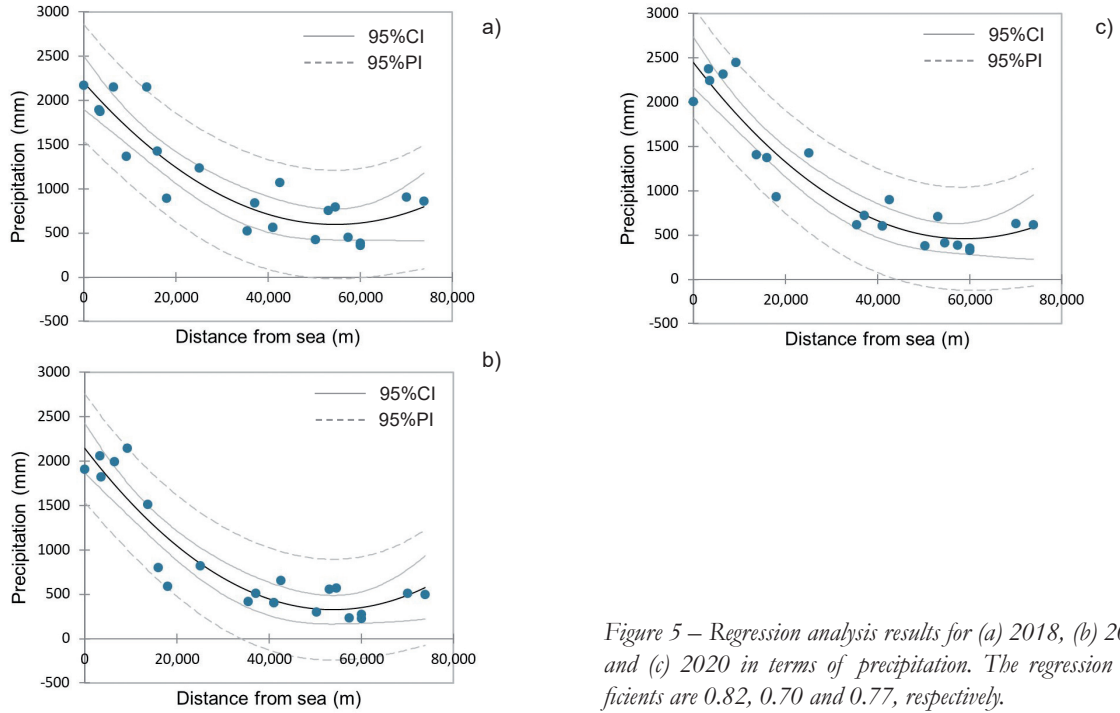 a)
3000
2500
2000
1500
1000
500
0
-500
Precipitation (mm)
95%CI
95%PI
0
20,000
40,000
60,000
80,000
Distance from sea (m)
c)
3000
2500
2000
1500
1000
500
0
-500
Precipitation (mm)
95%CI
95%PI
0
20,000
40,000
60,000
80,000
Distance from sea (m)
b)
3000
2500
2000
1500
1000
500
0
-500
Precipitation (mm)
95%CI
95%PI
0
20,000
40,000
60,000
80,000
Distance from sea (m)
Figure 5 – Regression analysis results for (a) 2018, (b) 20
and (c) 2020 in terms of precipitation. The regression
ficients are 0.82, 0.70 and 0.77, respectively.